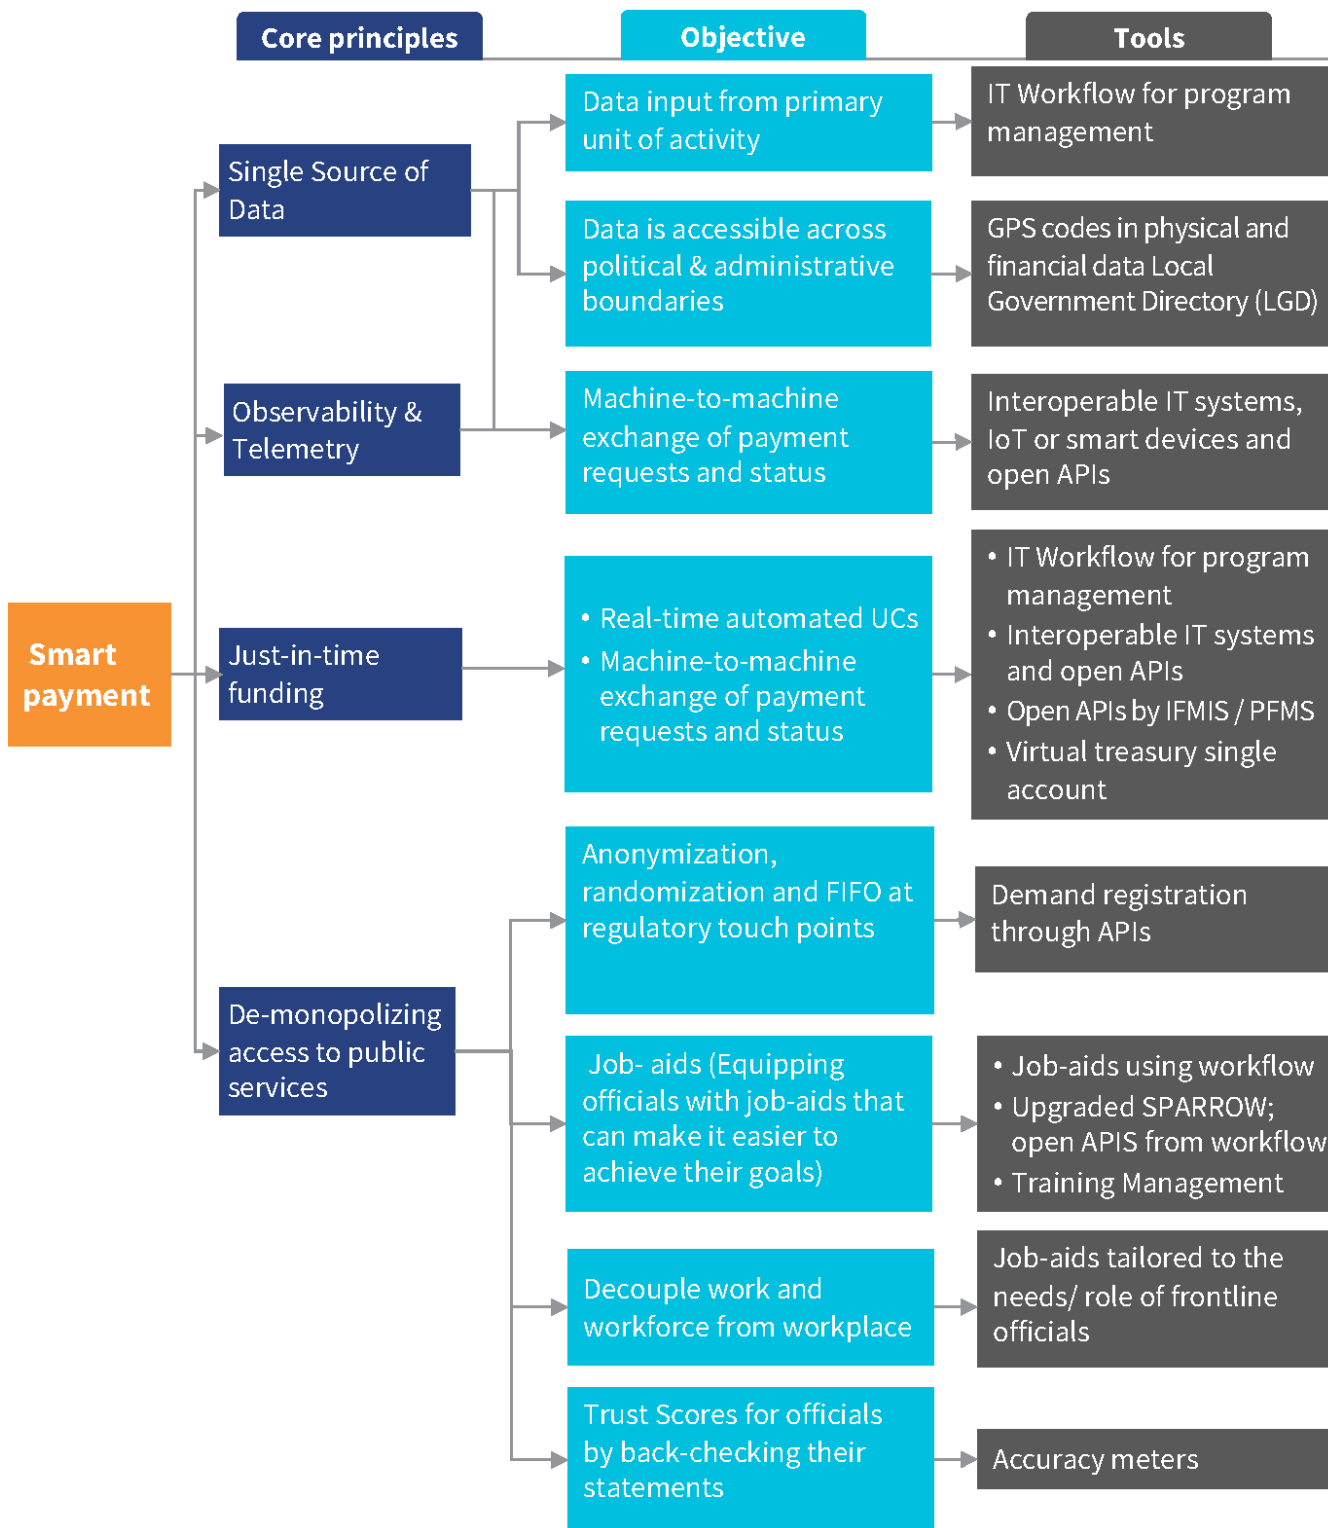 Core principles
Objective
Tools
Smart
payment
Single Source of
Data
Data input from primary
unit of activity
IT Workflow for program
management
Data is accessible across
political & administrative
boundaries
GPS codes in physical and
financial data Local
Government Directory (LGD)
Observability &
Telemetry
Machine-to-machine
exchange of payment
requests and status
Interoperable IT systems,
IoT or smart devices and
open APIs
Just-in-time
funding
• Real-time automated UCs
• Machine-to-machine
exchange of payment
requests and status
• IT Workflow for program
management
• Interoperable IT systems
and open APIs
• Open APIs by IFMIS / PFMS
• Virtual treasury single
account
De-monopolizing
access to public
services
Anonymization,
randomization and FIFO at
regulatory touch points
Demand registration
through APIs
Job- aids (Equipping
officials with job-aids that
can make it easier to
achieve their goals)
• Job-aids using workflow
• Upgraded SPARROW;
open APIS from workflow
• Training Management
Decouple work and
workforce from workplace
Job-aids tailored to the
needs/ role of frontline
officials
Trust Scores for officials
by back-checking their
statements
Accuracy meters